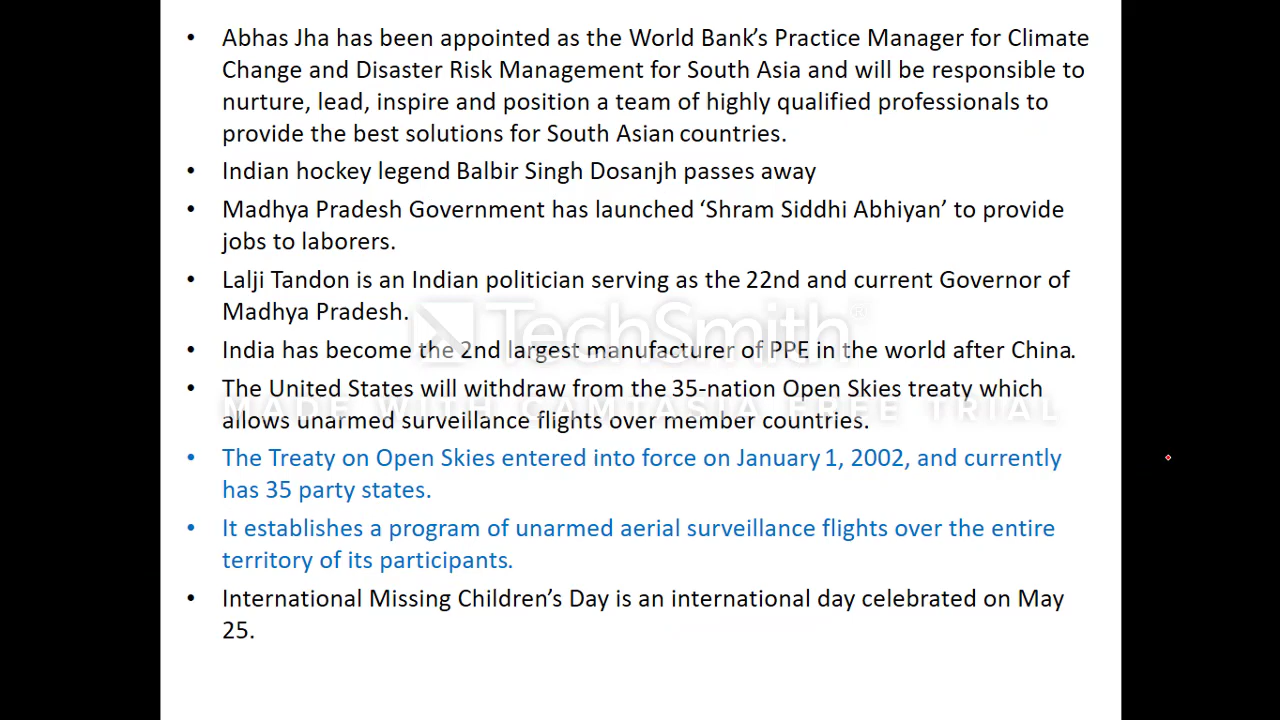 • Abhas Jha has been appointed as the World Bank’s Practice Manager for Climate
Change and Disaster Risk Management for South Asia and will be responsible to
nurture, lead, inspire and position a team of highly qualified professionals to
provide the best solutions for South Asian countries.
• Indian hockey legend Balbir Singh Dosanjh passes away
• Madhya Pradesh Government has launched ‘Shram Siddhi Abhiyan’ to provide
jobs to laborers.
• Lalji Tandon is an Indian politician serving as the 22nd and current Governor of
Madhya Pradesh.
TechSmith®
• India has become the 2nd largest manufacturer of PPE in the world after China.
• The United States will withdraw from the 35-nation Open Skies treaty which
MADE WITH CAMTASIA FREE TRIAL
allows unarmed surveillance flights over member countries.
• The Treaty on Open Skies entered into force on January 1, 2002, and currently
has 35 party states.
• It establishes a program of unarmed aerial surveillance flights over the entire
territory of its participants.
• International Missing Children’s Day is an international day celebrated on May
25.